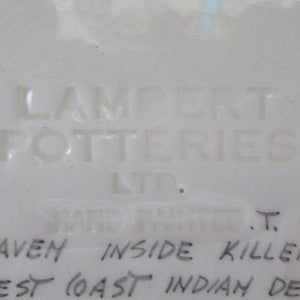 LAMBERT
POTTERIES
LTD.
HAND PAINTED .T.
AVEN INSIDE KILLE
EST COAST INDIAN DE